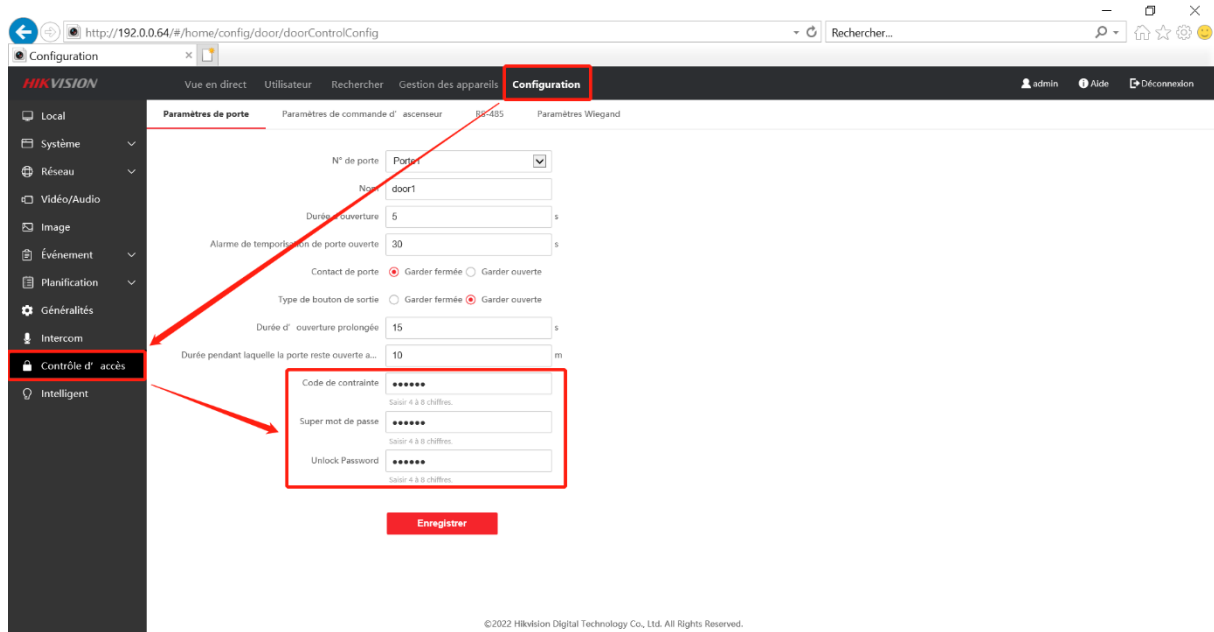 http://192.0.0.64/#/home/config/door/doorControlConfig
Rechercher...
Configuration
HIKVISION
Vue en direct Utilisateur Rechercher Gestion des appareils Configuration
admin Aide Déconnexion
Local
Système
Réseau
Vidéo/Audio
Image
Événement
Planification
Généralités
Intercom
Contrôle d' accès
Intelligent
Paramètres de porte Paramètres de commande d' ascenseur RS-485 Paramètres Wiegand
N° de porte Porte1
Nom door1
Durée d'ouverture 5 s
Alarme de temporisation de porte ouverte 30 s
Contact de porte Garder fermée Garder ouverte
Type de bouton de sortie Garder fermée Garder ouverte
Durée d' ouverture prolongée 15 s
Durée pendant laquelle la porte reste ouverte a... 10 m
Code de contrainte ••••••
Saisir 4 à 8 chiffres.
Super mot de passe ••••••
Saisir 4 à 8 chiffres.
Unlock Password ••••••
Saisir 4 à 8 chiffres.
Enregistrer
©2022 Hikvision Digital Technology Co., Ltd. All Rights Reserved.